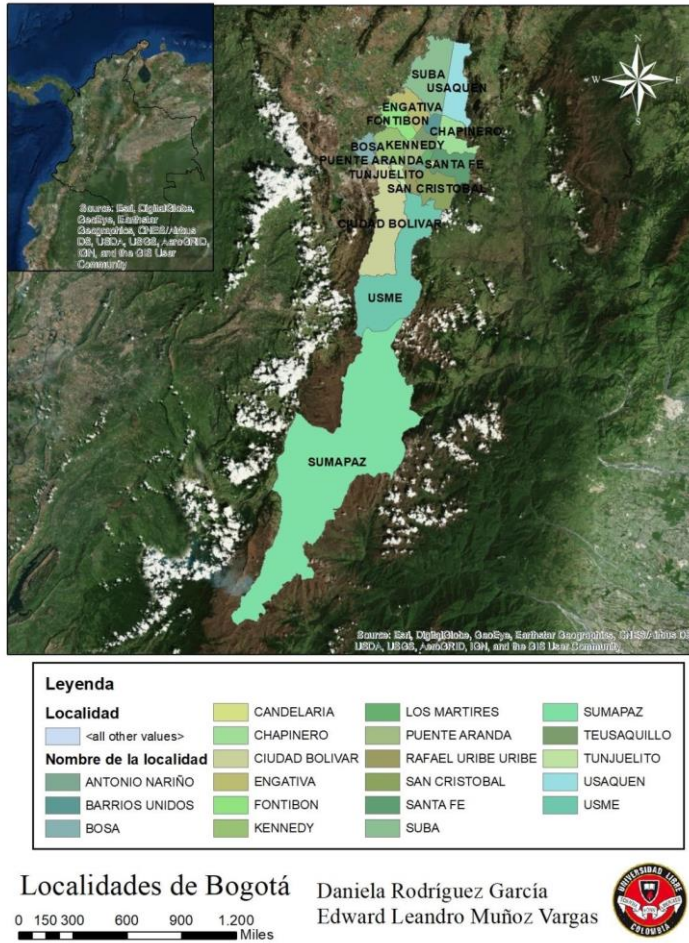 Source: Esri, DigitalGlobe,
GeoEye, Earthstar
Geographics, CNES/Airbus
DS, USDA, USGS, AeroGRID,
IGN, and the GIS User
Community
N
W
E
S
SUBA
USAQUEN
ENGATIVA
FONTIBON
CHAPINERO
BOSA
KENNEDY
PUENTE ARANDA
SANTA FE
TUNJUELITO
SAN CRISTOBAL
CIUDAD BOLIVAR
USME
SUMAPAZ
Source: Esri, DigitalGlobe, GeoEye, Earthstar Geographics, CNES/Airbus
USDA, USGS, AeroGRID, IGN, and the GIS User Community
Leyenda
Localidad
<all other values>
Nombre de la localidad
ANTONIO NARIÑO
BARRIOS UNIDOS
BOSA
CANDELARIA
CHAPINERO
CIUDAD BOLIVAR
ENGATIVA
FONTIBON
KENNEDY
LOS MARTIRES
PUENTE ARANDA
RAFAEL URIBE URIBE
SAN CRISTOBAL
SANTA FE
SUBA
SUMAPAZ
TEUSAQUILLO
TUNJUELITO
USAQUEN
USME
Localidades de Bogotá
0 150 300 600 900 1.200
Miles
Daniela Rodríguez García
Edward Leandro Muñoz Vargas
UNIVERSIDAD LIBRE
COLOMBIA